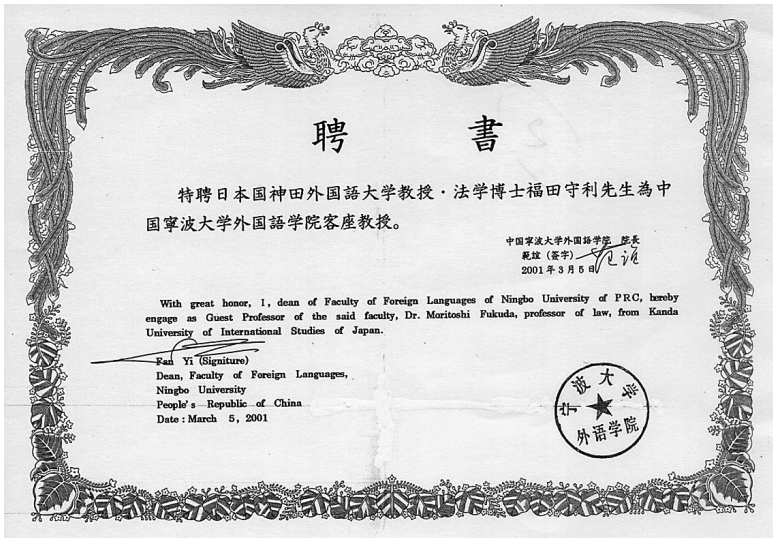 聘 書
特聘日本国神田外国語大学教授・法学博士福田守利先生為中
国寧波大学外国語学院客座教授。
中国寧波大学外国語学院 院長
範誼 (签字) 范谊
2001 年 3 月 5 日
With great honor, I, dean of Faculty of Foreign Languages of Ningbo University of PRC, hereby
engage as Guest Professor of the said faculty, Dr. Moritoshi Fukuda, professor of law, from Kanda
University of International Studies of Japan.
Fan Yi (Signiture)
Dean, Faculty of Foreign Languages,
Ningbo University
People's Republic of China
Date : March 5, 2001
宁波大学
外语学院